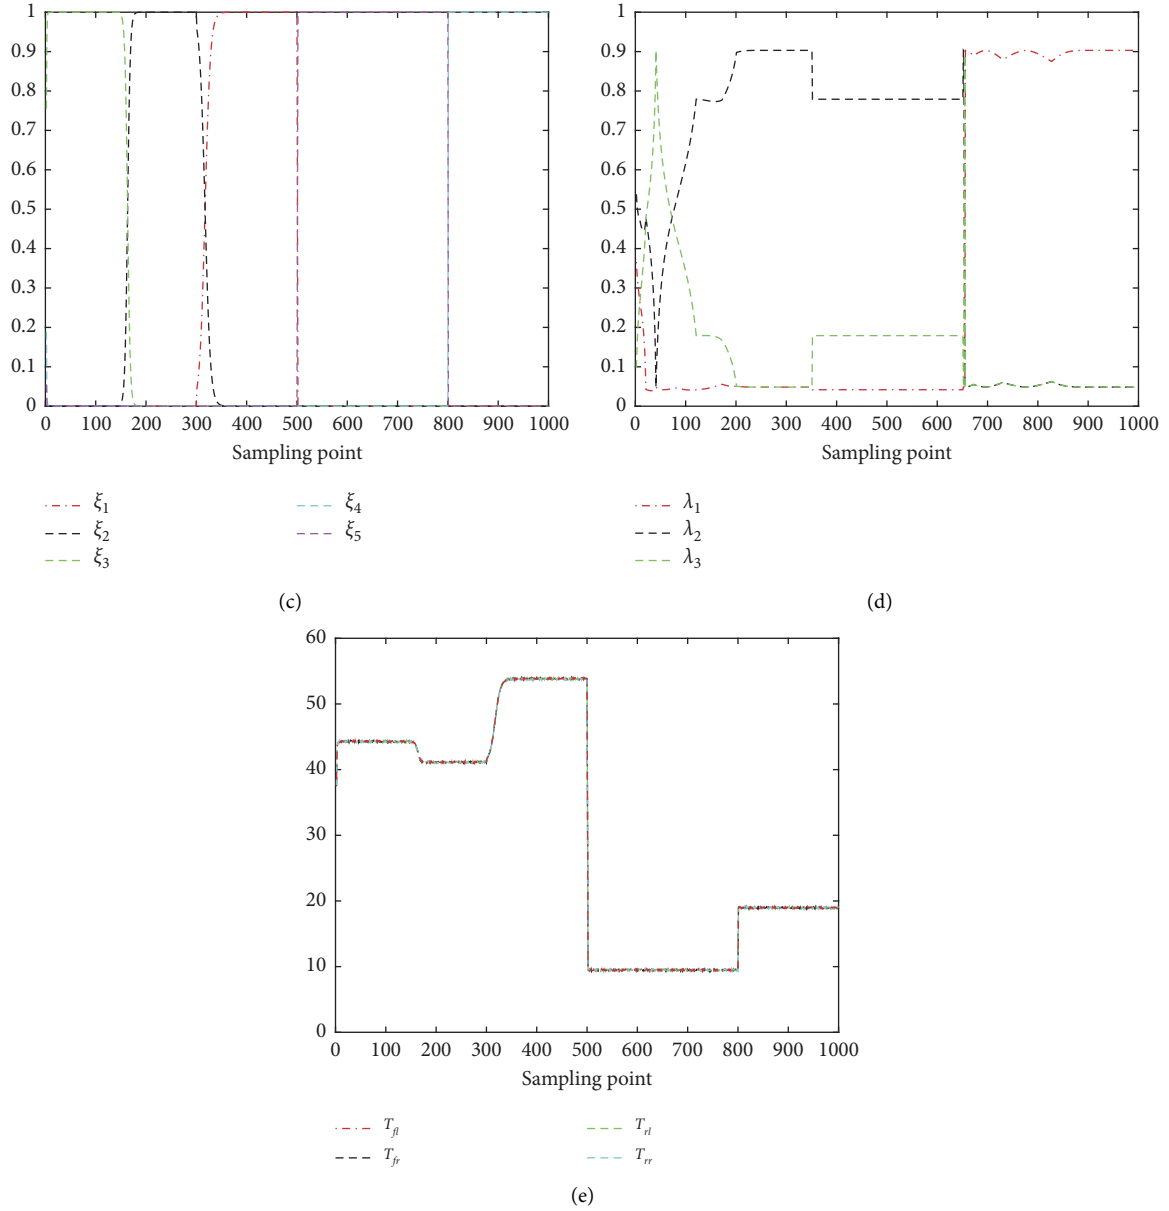 1
0.9
0.8
0.7
0.6
0.5
0.4
0.3
0.2
0.1
0
0 100 200 300 400 500 600 700 800 900 1000
Sampling point
ξ1
ξ2
ξ3
ξ4
ξ5
(c)
1
0.9
0.8
0.7
0.6
0.5
0.4
0.3
0.2
0.1
0
0 100 200 300 400 500 600 700 800 900 1000
Sampling point
λ1
λ2
λ3
(d)
60
50
40
30
20
10
0
0 100 200 300 400 500 600 700 800 900 1000
Sampling point
Tfl
Tfr
Trl
Trr
(e)